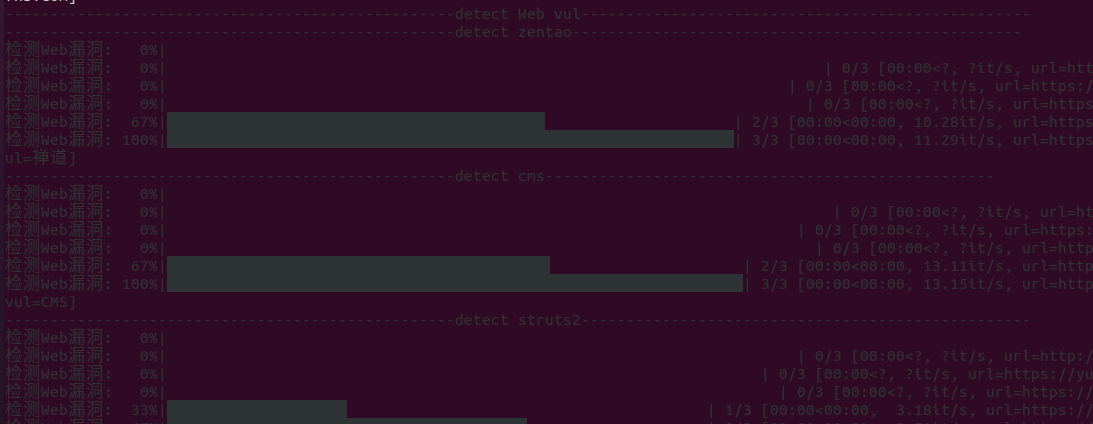 ---------------------------------------------------detect Web vul---------------------------------------------------
---------------------------------------------------detect zentao---------------------------------------------------
检测Web漏洞:   0%|
检测Web漏洞:   0%| | 0/3 [00:00<?, ?it/s, url=htt
检测Web漏洞:   0%| | 0/3 [00:00<?, ?it/s, url=https:/
检测Web漏洞:   0%| | 0/3 [00:00<?, ?it/s, url=https
检测Web漏洞:  67%| | 2/3 [00:00<00:00, 10.28it/s, url=https
检测Web漏洞: 100%| | 3/3 [00:00<00:00, 11.29it/s, url=https
ul=禅道]
---------------------------------------------------detect cms---------------------------------------------------
检测Web漏洞:   0%|
检测Web漏洞:   0%| | 0/3 [00:00<?, ?it/s, url=ht
检测Web漏洞:   0%| | 0/3 [00:00<?, ?it/s, url=https:
检测Web漏洞:   0%| | 0/3 [00:00<?, ?it/s, url=http
检测Web漏洞:  67%| | 2/3 [00:00<00:00, 13.11it/s, url=http
检测Web漏洞: 100%| | 3/3 [00:00<00:00, 13.15it/s, url=http
vul=CMS]
---------------------------------------------------detect struts2---------------------------------------------------
检测Web漏洞:   0%|
检测Web漏洞:   0%| | 0/3 [00:00<?, ?it/s, url=http:/
检测Web漏洞:   0%| | 0/3 [00:00<?, ?it/s, url=https://yu
检测Web漏洞:   0%| | 0/3 [00:00<?, ?it/s, url=https://
检测Web漏洞:  33%| | 1/3 [00:00<00:00,  3.18it/s, url=https://